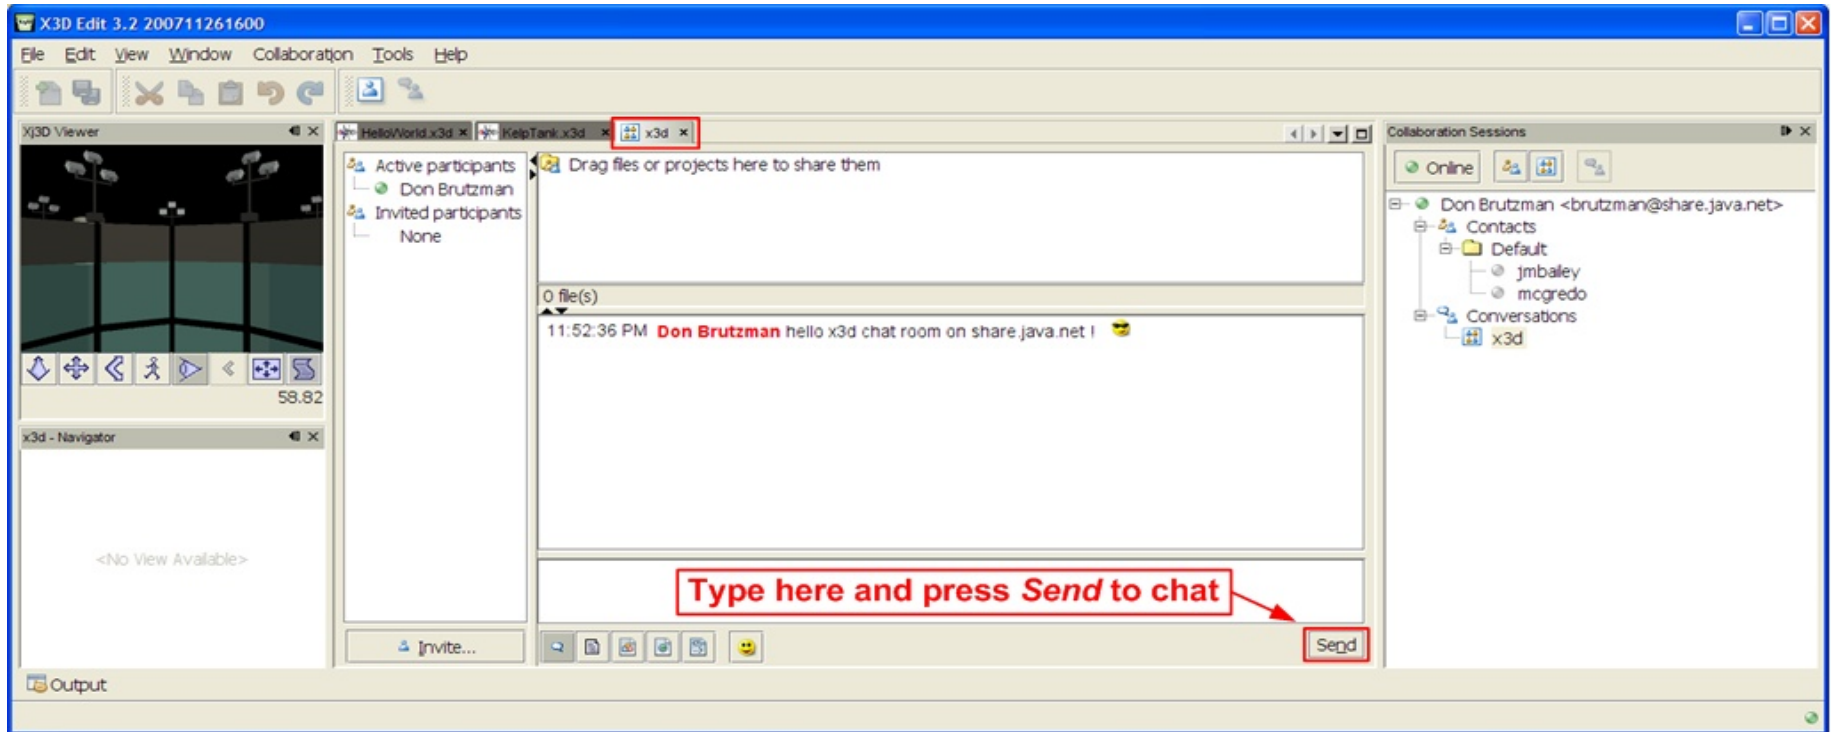 X3D Edit 3.2 200711261600
File Edit View Window Collaboration Tools Help
Xj3D Viewer
58.82
x3d - Navigator
<No View Available>
HelloWorld.x3d KelpTank.x3d x3d
Active participants
Don Brutzman
Invited participants
None
Invite...
Drag files or projects here to share them
0 file(s)
11:52:36 PM Don Brutzman hello x3d chat room on share.java.net !
Type here and press Send to chat
Send
Collaboration Sessions
Online
Don Brutzman <brutzman@share.java.net>
Contacts
Default
jmbailey
mcgredo
Conversations
x3d
Output